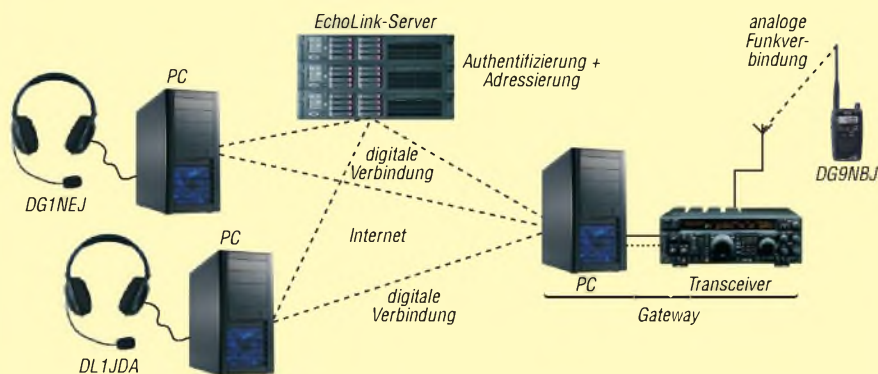 EchoLink-Server
Authentifizierung +
Adressierung
analoge
Funkver-
bindung
PC
DG1NEJ
digitale
Verbindung
DG9NBJ
Internet
PC
DL1JDA
digitale
Verbindung
PC
Transceiver
Gateway